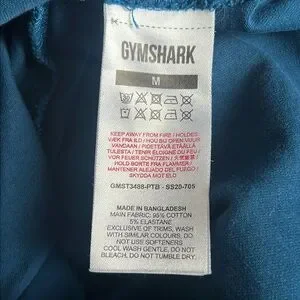 GYMSHARK
M
KEEP AWAY FROM FIRE / HOLDES
VÆK FRA ILD / HOU BIJ OPEN VUUR
VANDAAN / PIDETTÄVÄ ETÄÄLLÄ
TULESTA / TENIR ÉLOIGNÉ DU FEU /
VOR FEUER SCHÜTZEN /
HOLD BORTE FRA FLAMMER /
MANTENER ALEJADO DEL FUEGO /
SKYDDA MOT ELD
GMST3488-PTB - SS20-705
MADE IN BANGLADESH
MAIN FABRIC: 95% COTTON
5% ELASTANE
EXCLUSIVE OF TRIMS, WASH
WITH SIMILAR COLOURS, DO
NOT USE SOFTENERS
COOL WASH GENTLE, DO NOT
BLEACH, DO NOT TUMBLE DRY